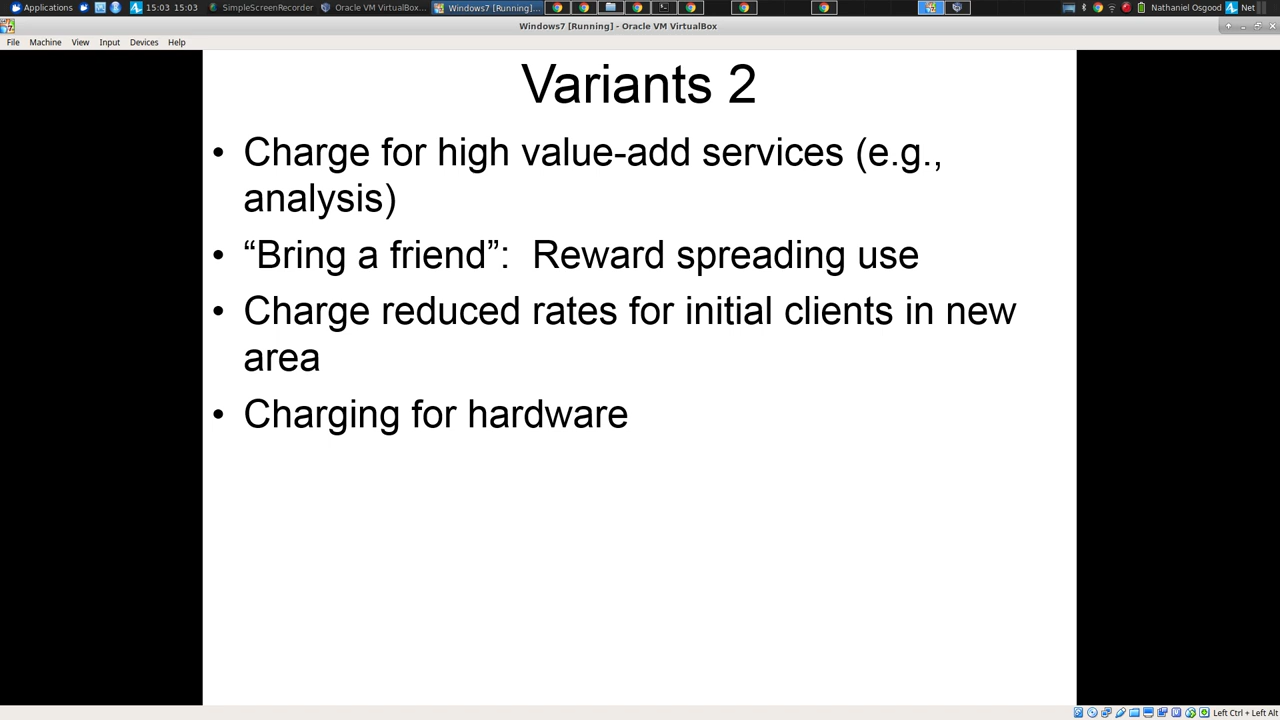 Applications
15:03 15:03
SimpleScreenRecorder
Oracle VM VirtualBox...
Windows7 [Running]...
Nathaniel Osgood
Net
Windows7 [Running] - Oracle VM VirtualBox
File Machine View Input Devices Help
Variants 2
• Charge for high value-add services (e.g.,
analysis)
• “Bring a friend”: Reward spreading use
• Charge reduced rates for initial clients in new
area
• Charging for hardware
Left Ctrl + Left Alt